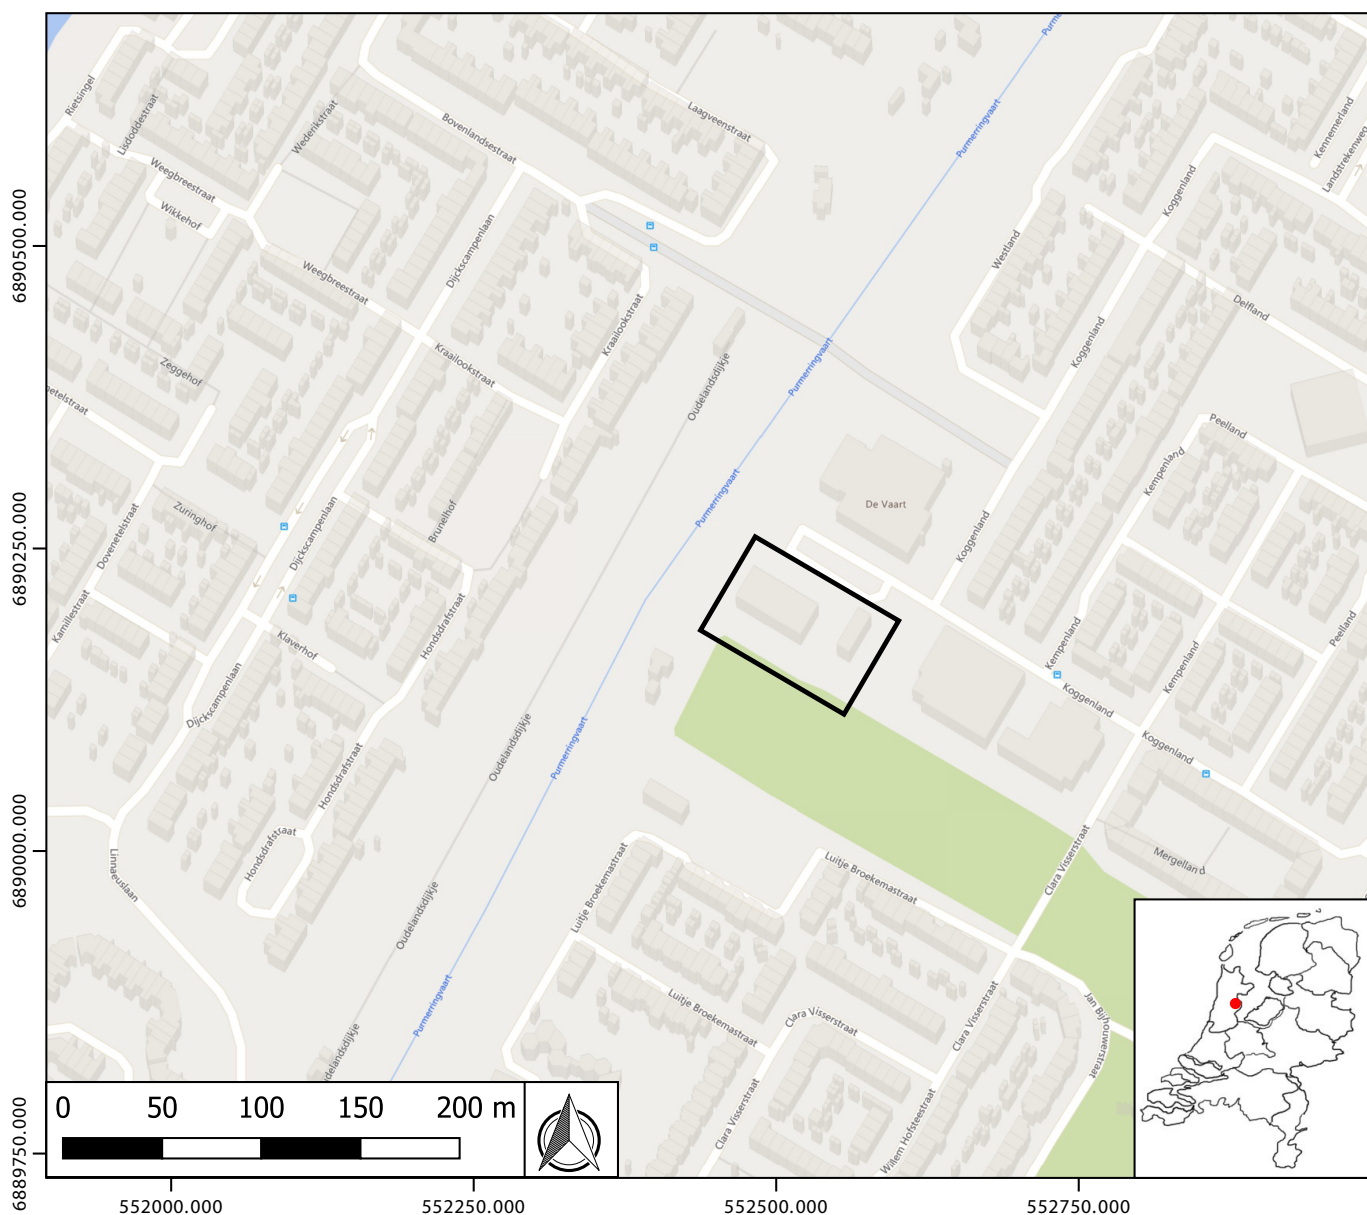 Purme
Rietsingel
Lisdoddestraat
Wederikstraat
Bovenlandsestraat
Laagveenstraat
Purmerringvaart
Kennemerland
Landstrekenweg
Weegbreestraat
Wikkehof
Koggenland
Dijckscampenlaan
Westland
6890500.000
Weegbreestraat
Delfland
Kraailookstraat
Koggenland
Purmerringvaart
Zeggehof
Kraailookstraat
Oudelandsdijkje
netelstraat
Peelland
Kempenland
Purmerringvaart
De Vaart
Zuringhof
Brunelhof
Dovenetelstraat
Dijckscampenlaan
Koggenland
6890250.000
Kamillestraat
Klaverhof
Hondsdrafstraat
Kempenland
Peelland
Kempenland
Dijckscampenlaan
Koggenland
Oudelandsdijkje
Purmerringvaart
Koggenland
Hondsdrafstraat
6890000.000
Hondsdrafstraat
Linnaeuslaan
Luitje Broekemastraat
Luitje Broekemastraat
Clara Visserstraat
Mergelland
Oudelandsdijkje
Purmerringvaart
Luitje Broekemastraat
Clara Visserstraat
Clara Visserstraat
Jan Bijhouwerstraat
udelandsdijkje
Clara Visserstraat
Willem Hofsteestraat
0 50 100 150 200 m
6889750.000
552000.000 552250.000 552500.000 552750.000